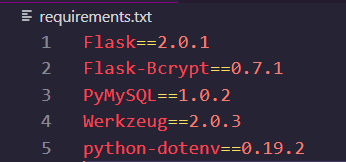 requirements.txt
1 Flask==2.0.1
2 Flask-Bcrypt==0.7.1
3 PyMySQL==1.0.2
4 Werkzeug==2.0.3
5 python-dotenv==0.19.2